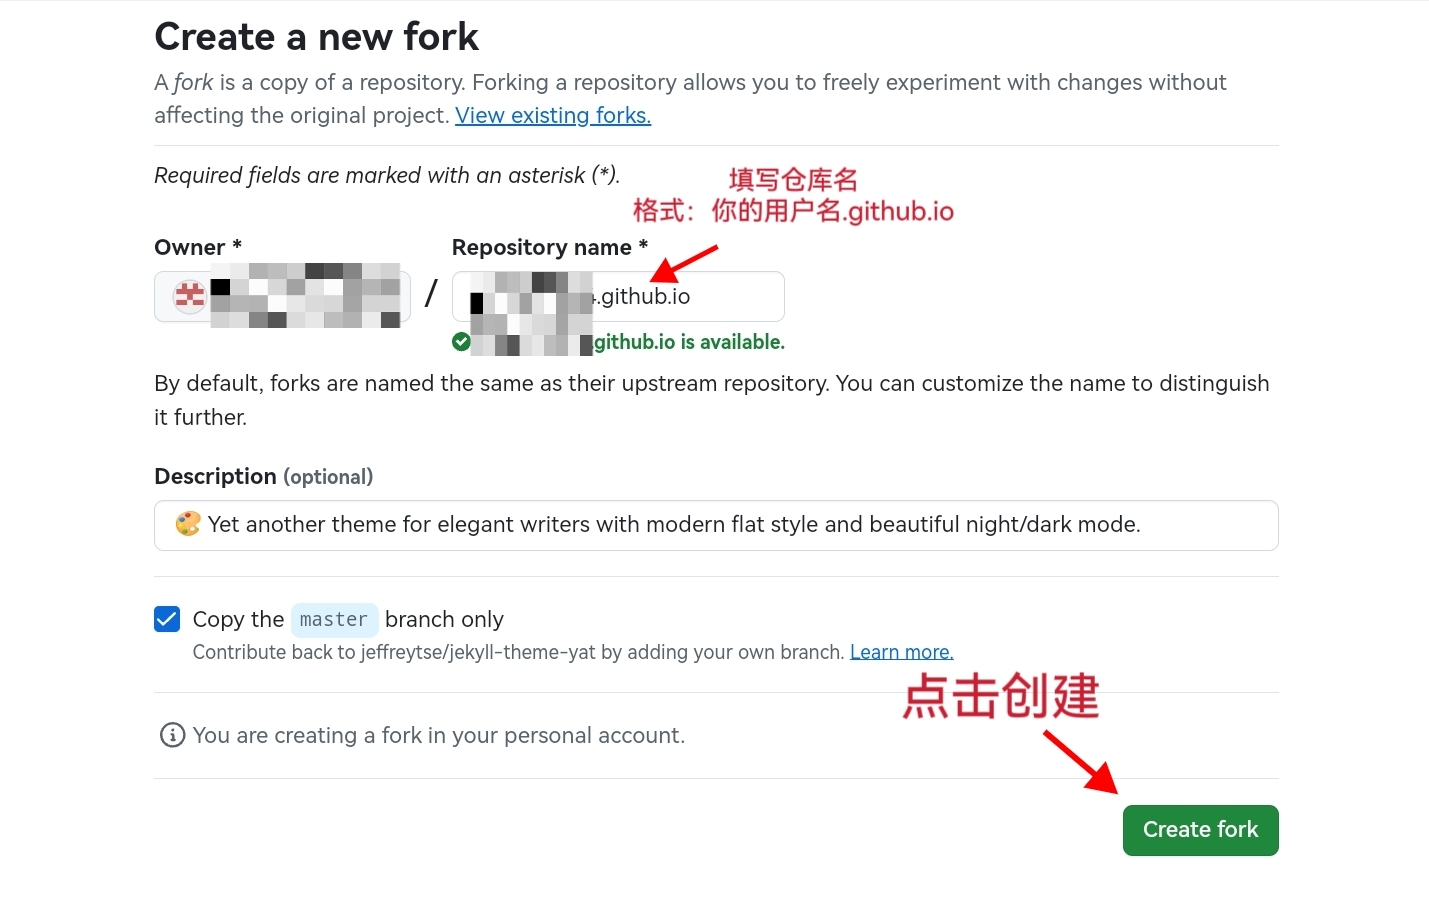 Create a new fork
A fork is a copy of a repository. Forking a repository allows you to freely experiment with changes without
affecting the original project. View existing forks.
Required fields are marked with an asterisk (*).
填写仓库名
格式：你的用户名.github.io
Owner *
Repository name *
/
.github.io
.github.io is available.
By default, forks are named the same as their upstream repository. You can customize the name to distinguish
it further.
Description (optional)
🎨 Yet another theme for elegant writers with modern flat style and beautiful night/dark mode.
Copy the master branch only
Contribute back to jeffreytse/jekyll-theme-yat by adding your own branch. Learn more.
点击创建
You are creating a fork in your personal account.
Create fork